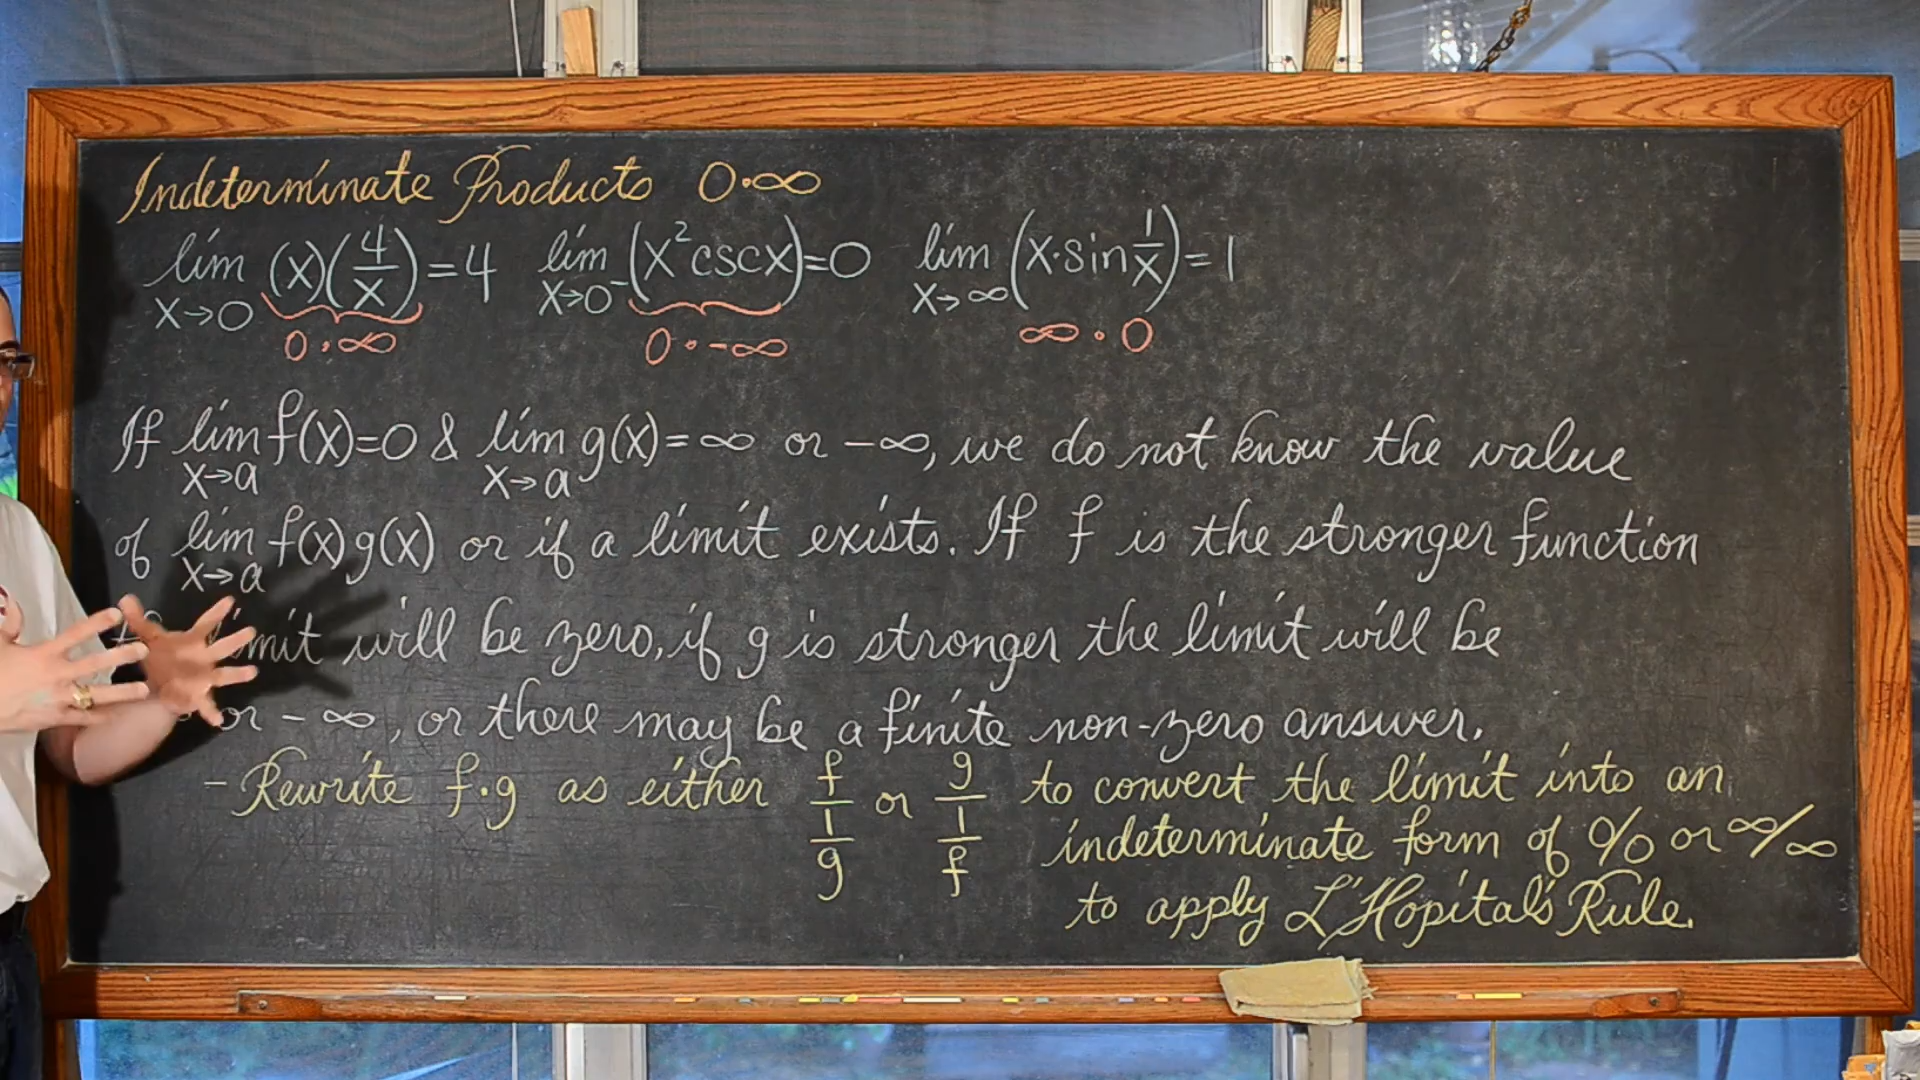 Indeterminate Products 0·∞
lim x→0 (x)(4/x) = 4 lim x→0⁻ (x² csc x) = 0 lim x→∞ (x·sin 1/x) = 1
0·∞ 0·-∞ ∞·0
If lim x→a f(x)=0 & lim x→a g(x)=∞ or -∞, we do not know the value
of lim x→a f(x)g(x) or if a limit exists. If f is the stronger function
limit will be zero, if g is stronger the limit will be
or -∞, or there may be a finite non-zero answer.
- Rewrite f·g as either f/(1/g) or g/(1/f) to convert the limit into an
indeterminate form of 0/0 or ∞/∞
to apply L'Hopital's Rule.